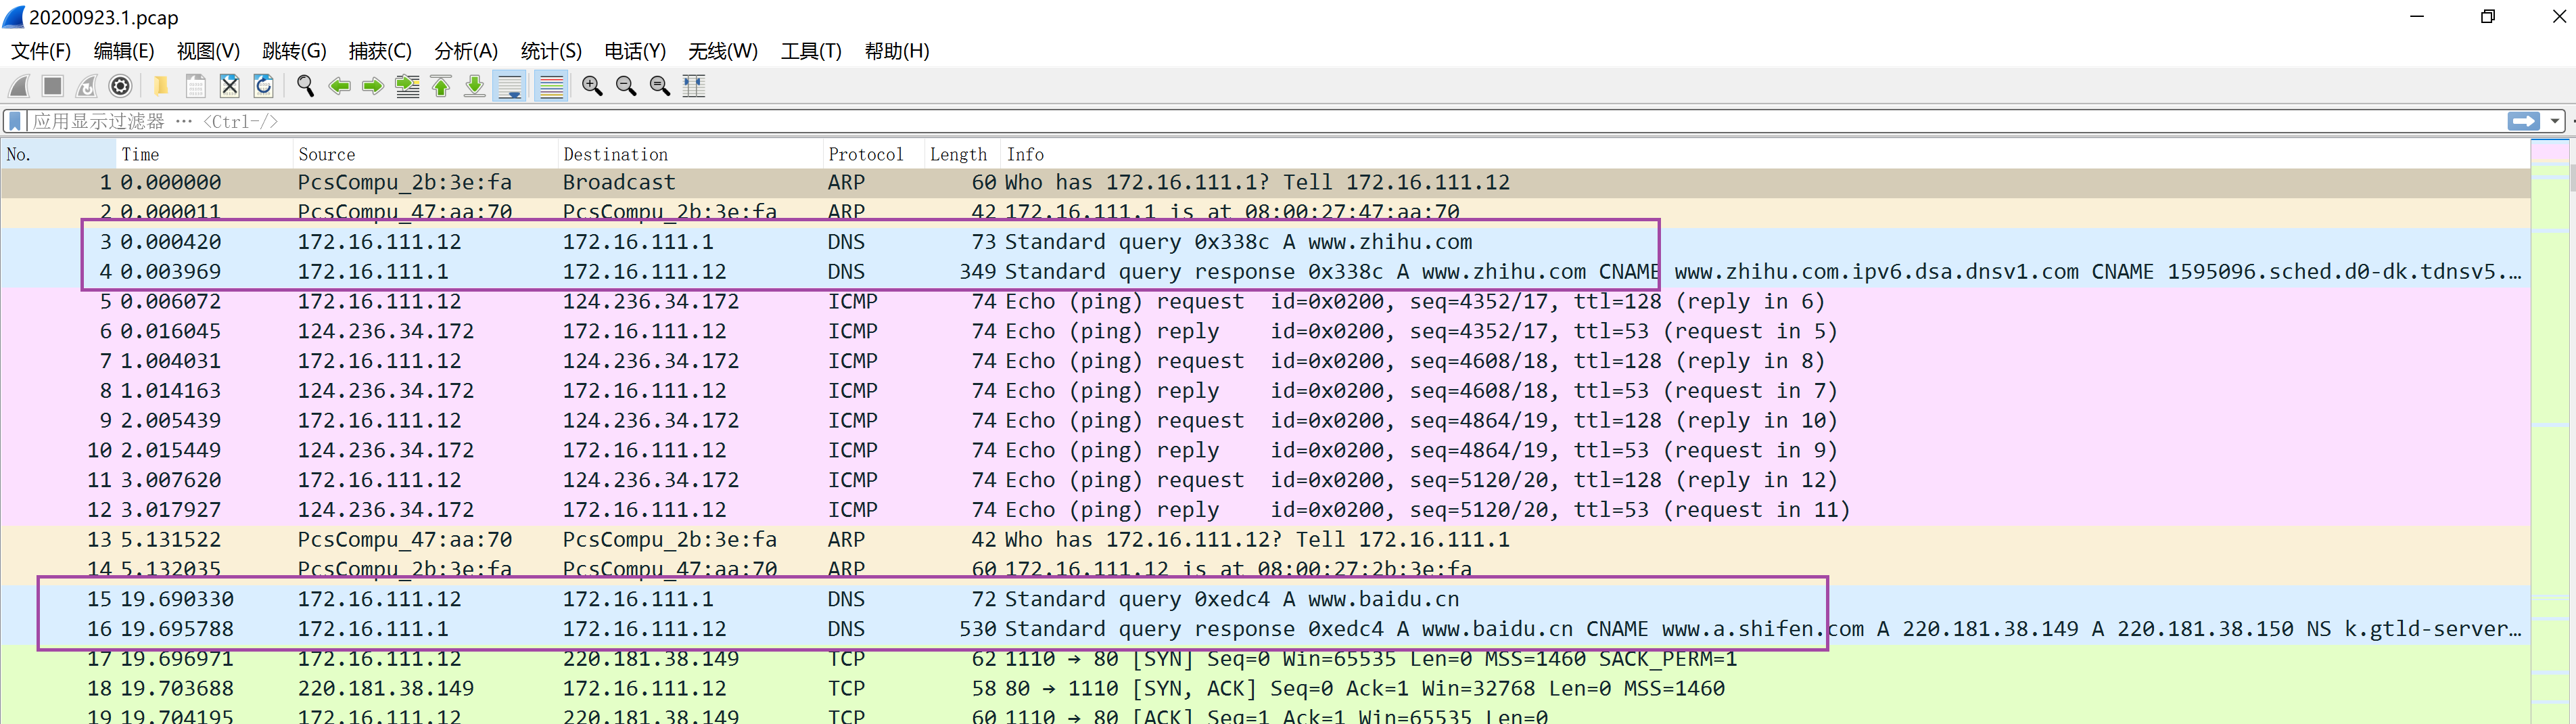 20200923.1.pcap
文件(F) 编辑(E) 视图(V) 跳转(G) 捕获(C) 分析(A) 统计(S) 电话(Y) 无线(W) 工具(T) 帮助(H)
应用显示过滤器 … <Ctrl-/>
No. Time Source Destination Protocol Length Info
1 0.000000 PcsCompu_2b:3e:fa Broadcast ARP 60 Who has 172.16.111.1? Tell 172.16.111.12
2 0.000011 PcsCompu_47:aa:70 PcsCompu_2b:3e:fa ARP 42 172.16.111.1 is at 08:00:27:47:aa:70
3 0.000420 172.16.111.12 172.16.111.1 DNS 73 Standard query 0x338c A www.zhihu.com
4 0.003969 172.16.111.1 172.16.111.12 DNS 349 Standard query response 0x338c A www.zhihu.com CNAME www.zhihu.com.ipv6.dsa.dnsv1.com CNAME 1595096.sched.d0-dk.tdnsv5.…
5 0.006072 172.16.111.12 124.236.34.172 ICMP 74 Echo (ping) request id=0x0200, seq=4352/17, ttl=128 (reply in 6)
6 0.016045 124.236.34.172 172.16.111.12 ICMP 74 Echo (ping) reply id=0x0200, seq=4352/17, ttl=53 (request in 5)
7 1.004031 172.16.111.12 124.236.34.172 ICMP 74 Echo (ping) request id=0x0200, seq=4608/18, ttl=128 (reply in 8)
8 1.014163 124.236.34.172 172.16.111.12 ICMP 74 Echo (ping) reply id=0x0200, seq=4608/18, ttl=53 (request in 7)
9 2.005439 172.16.111.12 124.236.34.172 ICMP 74 Echo (ping) request id=0x0200, seq=4864/19, ttl=128 (reply in 10)
10 2.015449 124.236.34.172 172.16.111.12 ICMP 74 Echo (ping) reply id=0x0200, seq=4864/19, ttl=53 (request in 9)
11 3.007620 172.16.111.12 124.236.34.172 ICMP 74 Echo (ping) request id=0x0200, seq=5120/20, ttl=128 (reply in 12)
12 3.017927 124.236.34.172 172.16.111.12 ICMP 74 Echo (ping) reply id=0x0200, seq=5120/20, ttl=53 (request in 11)
13 5.131522 PcsCompu_47:aa:70 PcsCompu_2b:3e:fa ARP 42 Who has 172.16.111.12? Tell 172.16.111.1
14 5.132035 PcsCompu_2b:3e:fa PcsCompu_47:aa:70 ARP 60 172.16.111.12 is at 08:00:27:2b:3e:fa
15 19.690330 172.16.111.12 172.16.111.1 DNS 72 Standard query 0xedc4 A www.baidu.cn
16 19.695788 172.16.111.1 172.16.111.12 DNS 530 Standard query response 0xedc4 A www.baidu.cn CNAME www.a.shifen.com A 220.181.38.149 A 220.181.38.150 NS k.gtld-server…
17 19.696971 172.16.111.12 220.181.38.149 TCP 62 1110 → 80 [SYN] Seq=0 Win=65535 Len=0 MSS=1460 SACK_PERM=1
18 19.703688 220.181.38.149 172.16.111.12 TCP 58 80 → 1110 [SYN, ACK] Seq=0 Ack=1 Win=32768 Len=0 MSS=1460
19 19.704195 172.16.111.12 220.181.38.149 TCP 60 1110 → 80 [ACK] Seq=1 Ack=1 Win=65535 Len=0